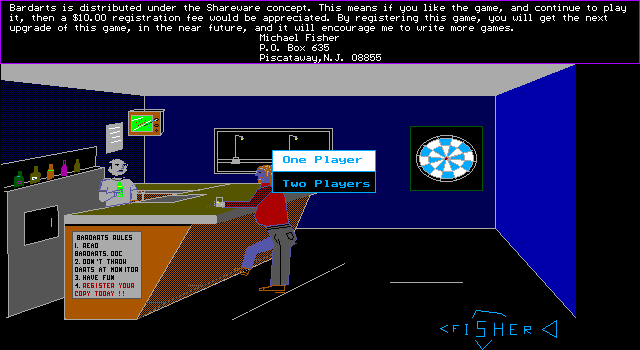 Bardarts is distributed under the Shareware concept. This means if you like the game, and continue to play
it, then a $10.00 registration fee would be appreciated. By registering this game, you will get the next
upgrade of this game, in the near future, and it will encourage me to write more games.
Michael Fisher
P.O. Box 635
Piscataway,N.J. 08855
One Player
Two Players
BARDARTS RULES
1. READ
BARDARTS.DOC
2. DON'T THROW
DARTS AT MONITOR
3. HAVE FUN
4. REGISTER YOUR
COPY TODAY !!
<FISHER